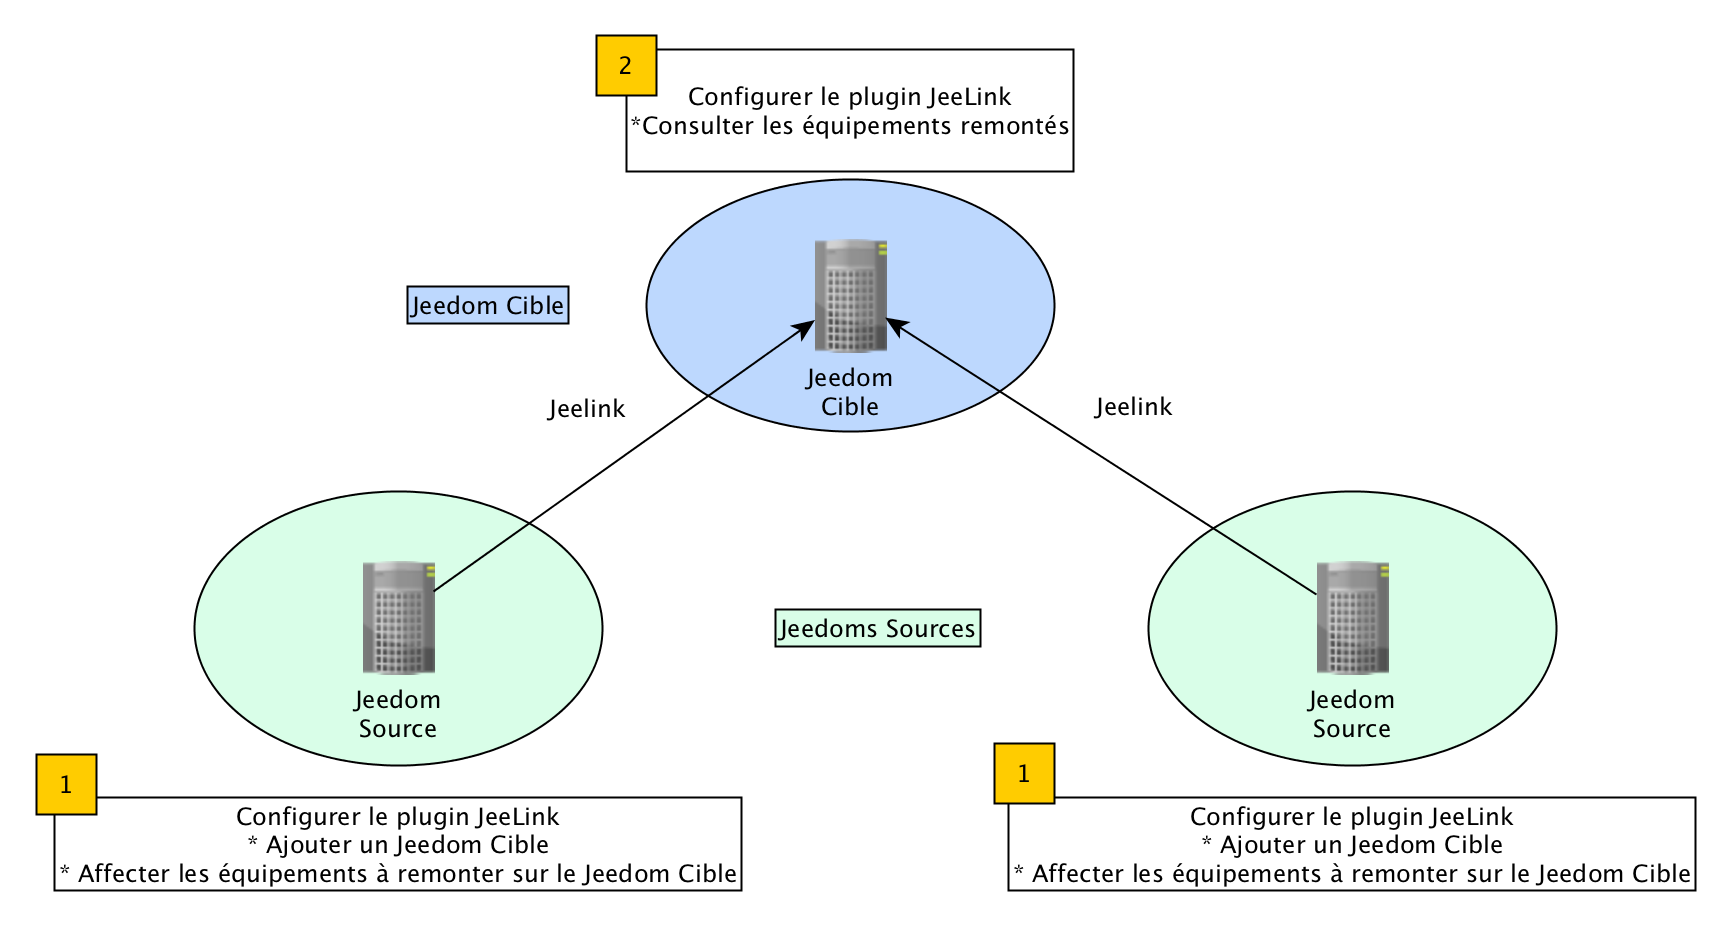 2
Configurer le plugin JeeLink
*Consulter les équipements remontés
Jeedom Cible
Jeedom
Cible
Jeelink
Jeelink
Jeedoms Sources
Jeedom
Source
Jeedom
Source
1
Configurer le plugin JeeLink
* Ajouter un Jeedom Cible
* Affecter les équipements à remonter sur le Jeedom Cible
1
Configurer le plugin JeeLink
* Ajouter un Jeedom Cible
* Affecter les équipements à remonter sur le Jeedom Cible